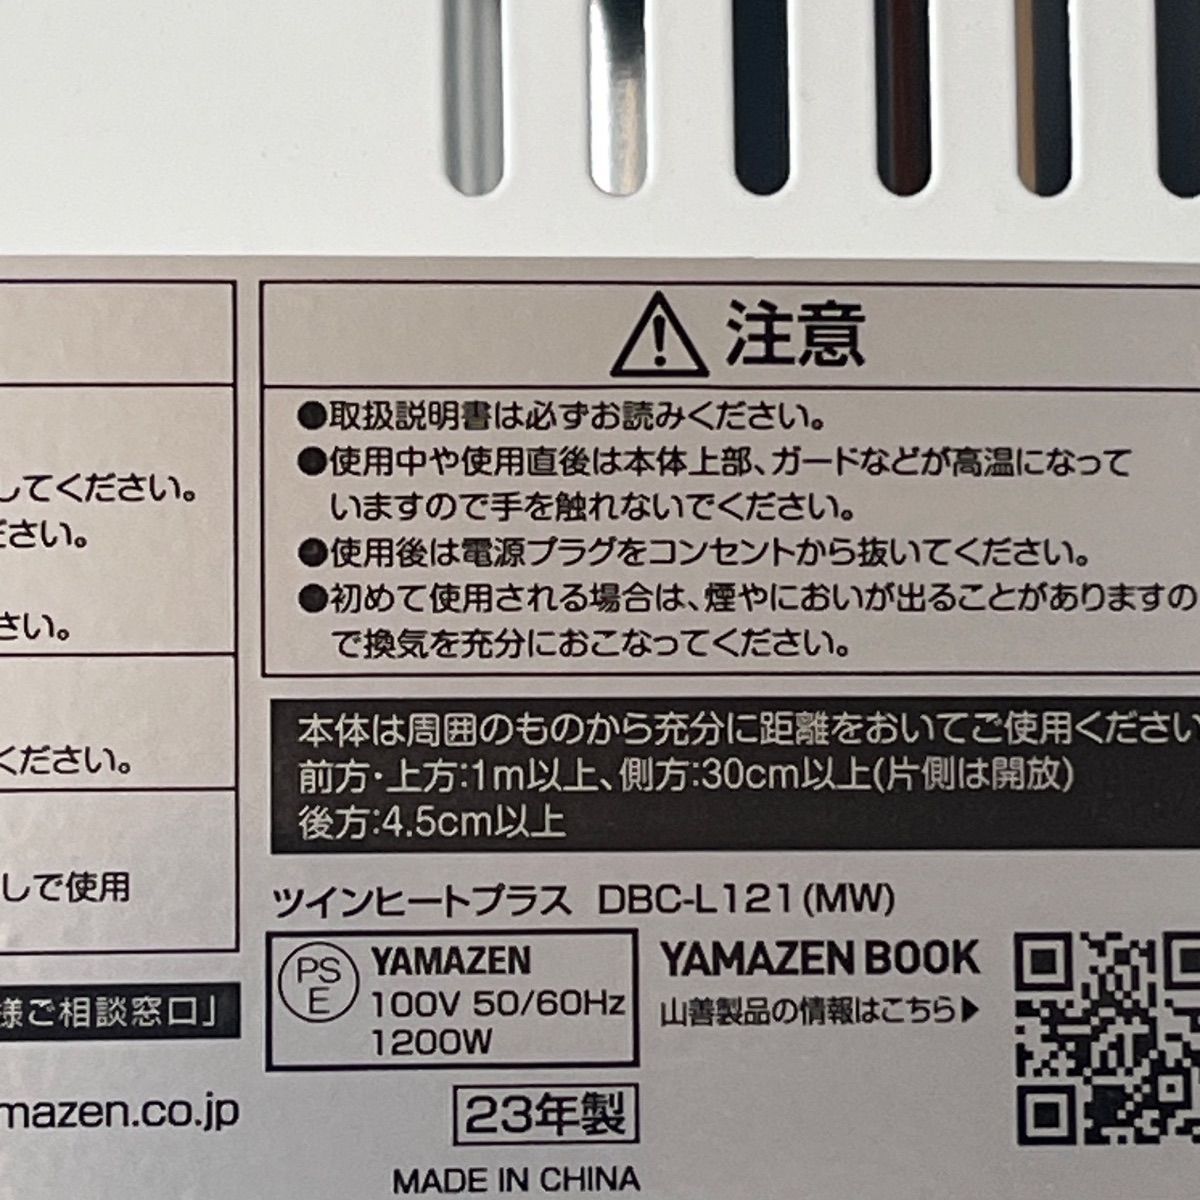 注意
●取扱説明書は必ずお読みください。
●使用中や使用直後は本体上部、ガードなどが高温になって
いますので手を触れないでください。
●使用後は電源プラグをコンセントから抜いてください。
●初めて使用される場合は、煙やにおいが出ることがありますの
で換気を充分におこなってください。
本体は周囲のものから充分に距離をおいてご使用ください
前方・上方:1m以上、側方:30cm以上(片側は開放)
後方:4.5cm以上
ツインヒートプラス DBC-L121(MW)
PS
E
YAMAZEN
100V 50/60Hz
1200W
YAMAZEN BOOK
山善製品の情報はこちら▶
23年製
MADE IN CHINA
してください。
ださい。
さい。
ください。
しで使用
様ご相談窓口」
mazen.co.jp